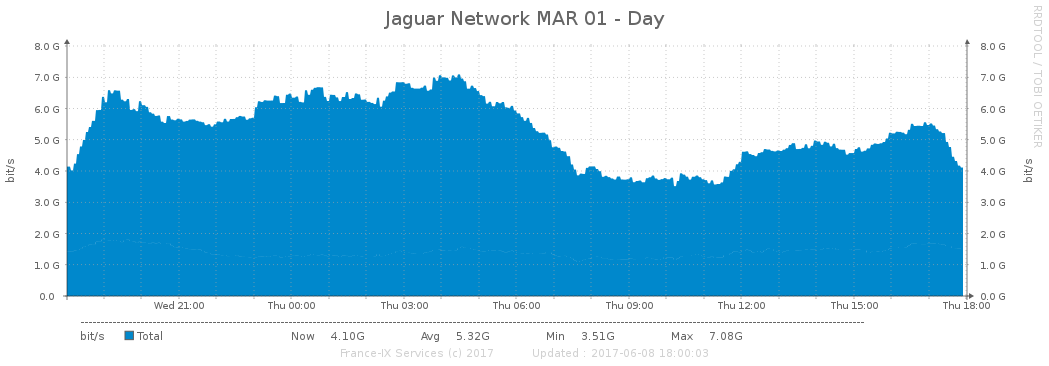 Jaguar Network MAR 01 - Day
RRDTOOL / TOBI OETIKER
bit/s
bit/s
8.0 G 8.0 G
7.0 G 7.0 G
6.0 G 6.0 G
5.0 G 5.0 G
4.0 G 4.0 G
3.0 G 3.0 G
2.0 G 2.0 G
1.0 G 1.0 G
0.0 0.0 G
Wed 21:00 Thu 00:00 Thu 03:00 Thu 06:00 Thu 09:00 Thu 12:00 Thu 15:00 Thu 18:00
bit/s Total Now 4.10G Avg 5.32G Min 3.51G Max 7.08G
France-IX Services (c) 2017 Updated : 2017-06-08 18:00:03